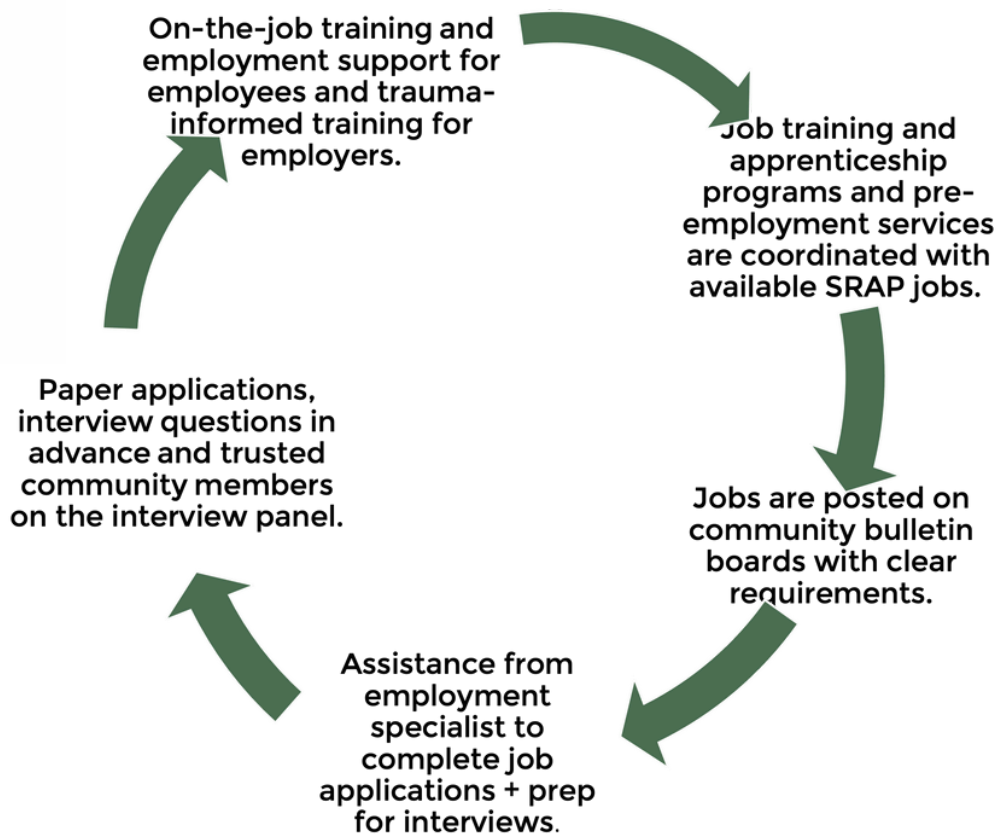 On-the-job training and
employment support for
employees and trauma-
informed training for
employers.
Job training and
apprenticeship
programs and pre-
employment services
are coordinated with
available SRAP jobs.
Jobs are posted on
community bulletin
boards with clear
requirements.
Assistance from
employment
specialist to
complete job
applications + prep
for interviews.
Paper applications,
interview questions in
advance and trusted
community members
on the interview panel.